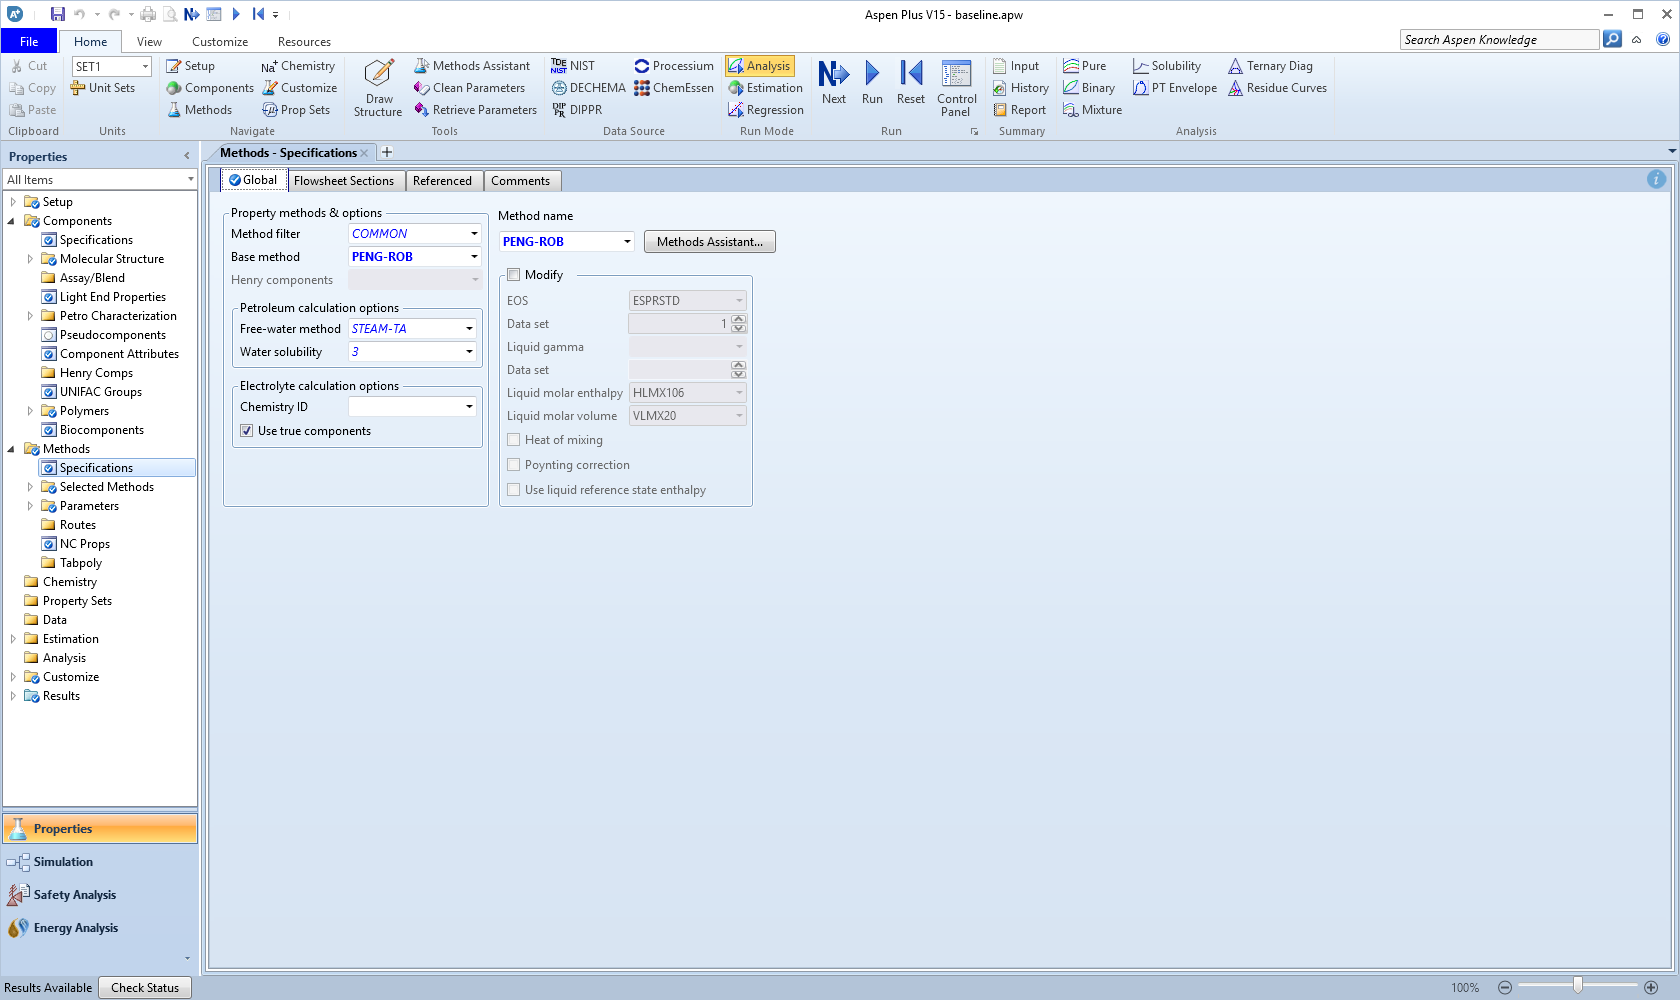 Aspen Plus V15 - baseline.apw
File
Home
View
Customize
Resources
Search Aspen Knowledge
Cut
Copy
Paste
Clipboard
SET1
Unit Sets
Units
Setup
Components
Methods
Na+ Chemistry
Customize
Prop Sets
Navigate
Draw
Structure
Methods Assistant
Clean Parameters
Retrieve Parameters
Tools
TDE NIST NIST
DECHEMA
DIPPR DIPPR
Processium
ChemEssen
Data Source
Analysis
Estimation
Regression
Run Mode
Next
Run
Reset
Control
Panel
Run
Input
History
Report
Summary
Pure
Binary
Mixture
Solubility
PT Envelope
Ternary Diag
Residue Curves
Analysis
Properties
All Items
Setup
Components
Specifications
Molecular Structure
Assay/Blend
Light End Properties
Petro Characterization
Pseudocomponents
Component Attributes
Henry Comps
UNIFAC Groups
Polymers
Biocomponents
Methods
Specifications
Selected Methods
Parameters
Routes
NC Props
Tabpoly
Chemistry
Property Sets
Data
Estimation
Analysis
Customize
Results
Properties
Simulation
Safety Analysis
Energy Analysis
Methods - Specifications
Global
Flowsheet Sections
Referenced
Comments
Property methods & options
Method filter COMMON
Base method PENG-ROB
Henry components
Petroleum calculation options
Free-water method STEAM-TA
Water solubility 3
Electrolyte calculation options
Chemistry ID
Use true components
Method name
PENG-ROB
Methods Assistant...
Modify
EOS ESPRSTD
Data set 1
Liquid gamma
Data set
Liquid molar enthalpy HLMX106
Liquid molar volume VLMX20
Heat of mixing
Poynting correction
Use liquid reference state enthalpy
Results Available
Check Status
100%